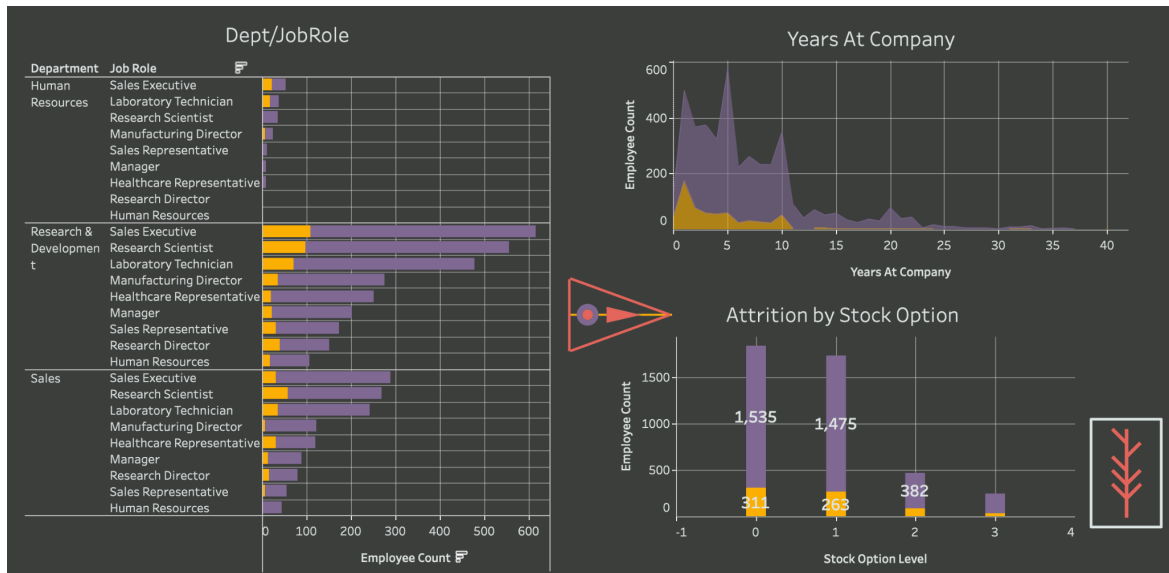 Dept/JobRole
Department Job Role
Human Resources
Sales Executive
Laboratory Technician
Research Scientist
Manufacturing Director
Sales Representative
Manager
Healthcare Representative
Research Director
Human Resources
Research & Developmen t
Sales Executive
Research Scientist
Laboratory Technician
Manufacturing Director
Healthcare Representative
Manager
Sales Representative
Research Director
Human Resources
Sales
Sales Executive
Research Scientist
Laboratory Technician
Manufacturing Director
Healthcare Representative
Manager
Research Director
Sales Representative
Human Resources
0 100 200 300 400 500 600
Employee Count
Years At Company
600
400
200
0
Employee Count
0 5 10 15 20 25 30 35 40
Years At Company
Attrition by Stock Option
1500
1000
500
0
Employee Count
1,535 1,475 382
311 263
-1 0 1 2 3 4
Stock Option Level